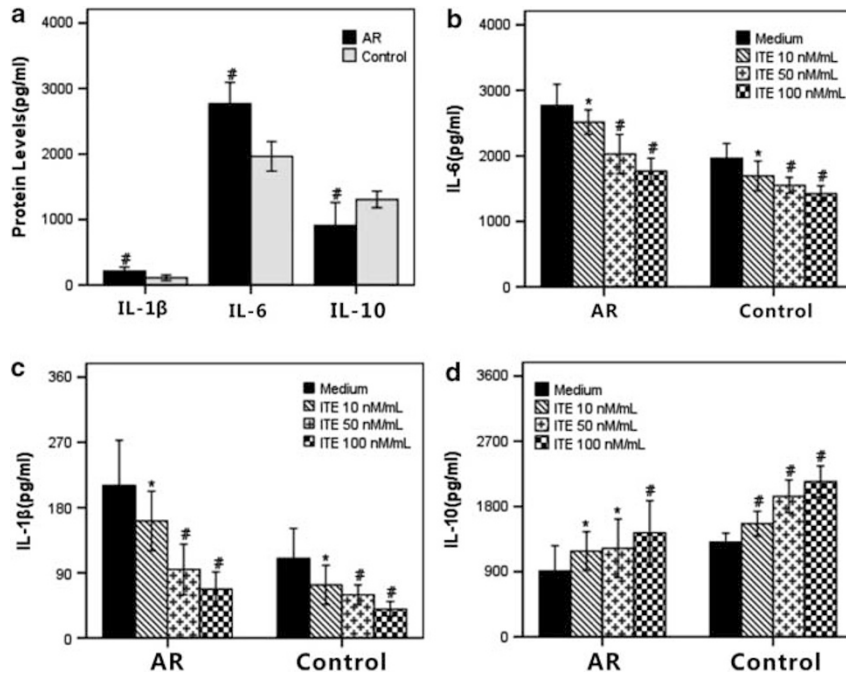 a
Protein Levels(pg/ml)
4000
3000
2000
1000
0
AR
Control
#
#
#
IL-1β IL-6 IL-10
b
IL-6(pg/ml)
4000
3000
2000
1000
0
Medium
ITE 10 nM/mL
ITE 50 nM/mL
ITE 100 nM/mL
* # #
* # #
AR Control
c
IL-1β(pg/ml)
360
270
180
90
0
Medium
ITE 10 nM/mL
ITE 50 nM/mL
ITE 100 nM/mL
* # #
* # #
AR Control
d
IL-10(pg/ml)
3600
2700
1800
900
0
Medium
ITE 10 nM/mL
ITE 50 nM/mL
ITE 100 nM/mL
* * #
# # #
AR Control